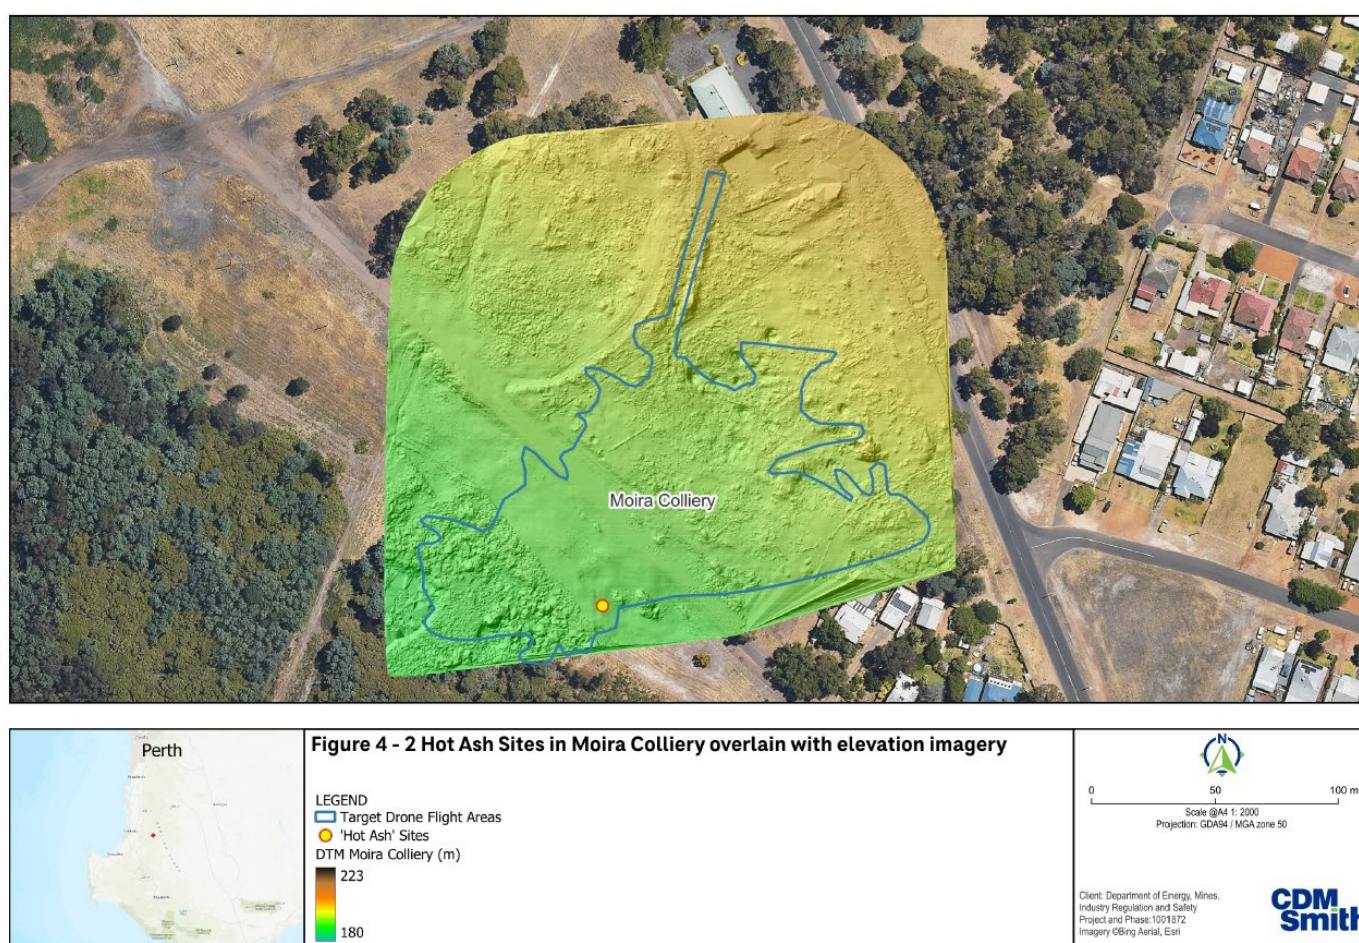 Moira Colliery
Perth
Figure 4 - 2 Hot Ash Sites in Moira Colliery overlain with elevation imagery
LEGEND
Target Drone Flight Areas
'Hot Ash' Sites
DTM Moira Colliery (m)
223
180
N
0 50 100 m
Scale @A4 1: 2000
Projection: GDA94 / MGA zone 50
Client: Department of Energy, Mines,
Industry Regulation and Safety
Project and Phase:1001872
Imagery ©Bing Aerial, Esri
CDM
Smith